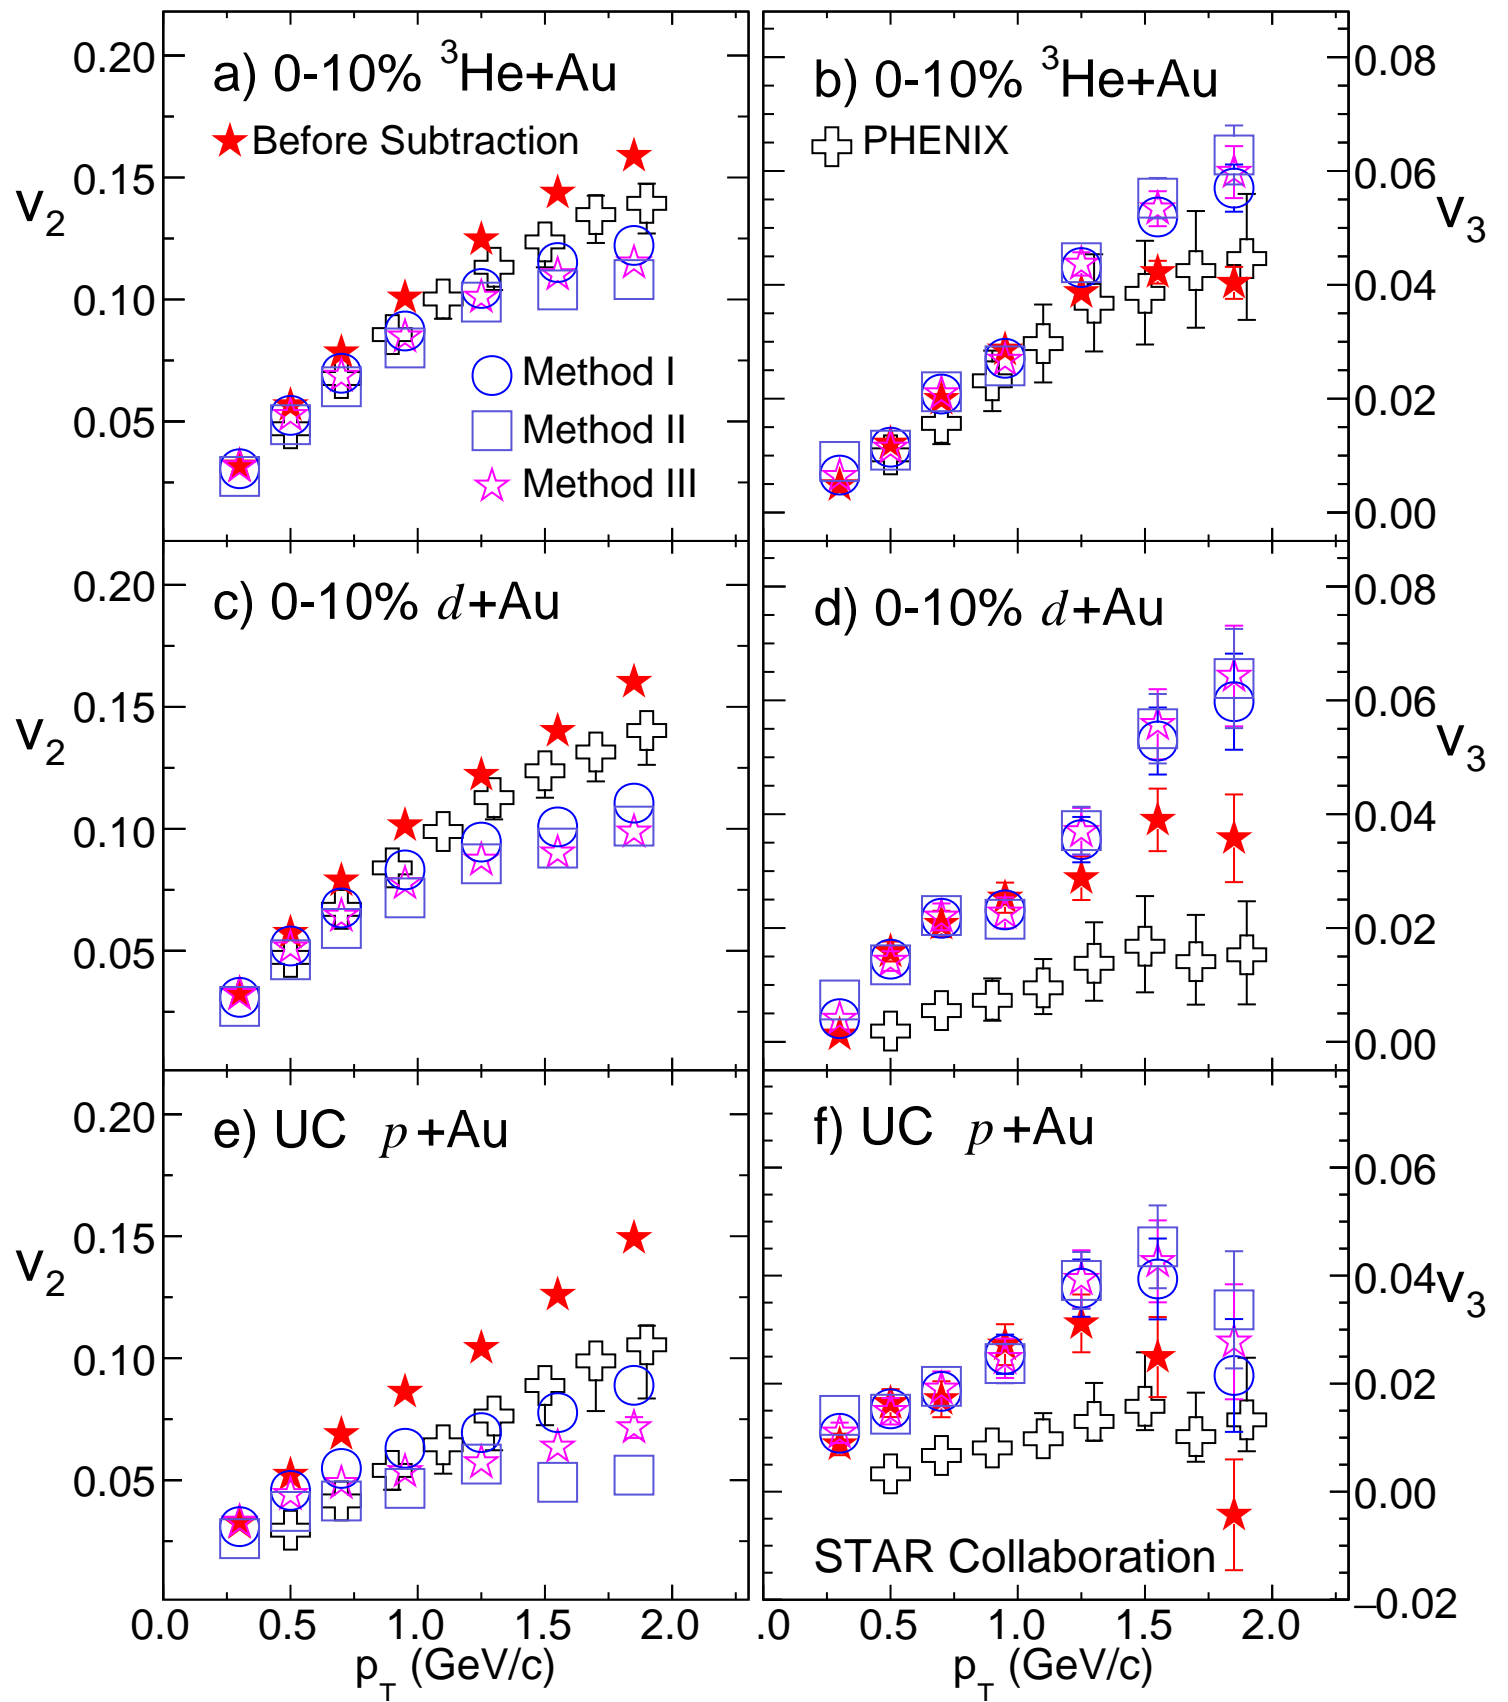 a) 0-10% ³He+Au
★ Before Subtraction
Method I
Method II
Method III
v₂
0.20
0.15
0.10
0.05
b) 0-10% ³He+Au
PHENIX
v₃
0.08
0.06
0.04
0.02
0.00
c) 0-10% d+Au
v₂
0.20
0.15
0.10
0.05
d) 0-10% d+Au
v₃
0.08
0.06
0.04
0.02
0.00
e) UC p+Au
v₂
0.20
0.15
0.10
0.05
f) UC p+Au
STAR Collaboration
v₃
0.06
0.04
0.02
0.00
−0.02
0.0 0.5 1.0 1.5 2.0
p_T (GeV/c)
.0 0.5 1.0 1.5 2.0
p_T (GeV/c)